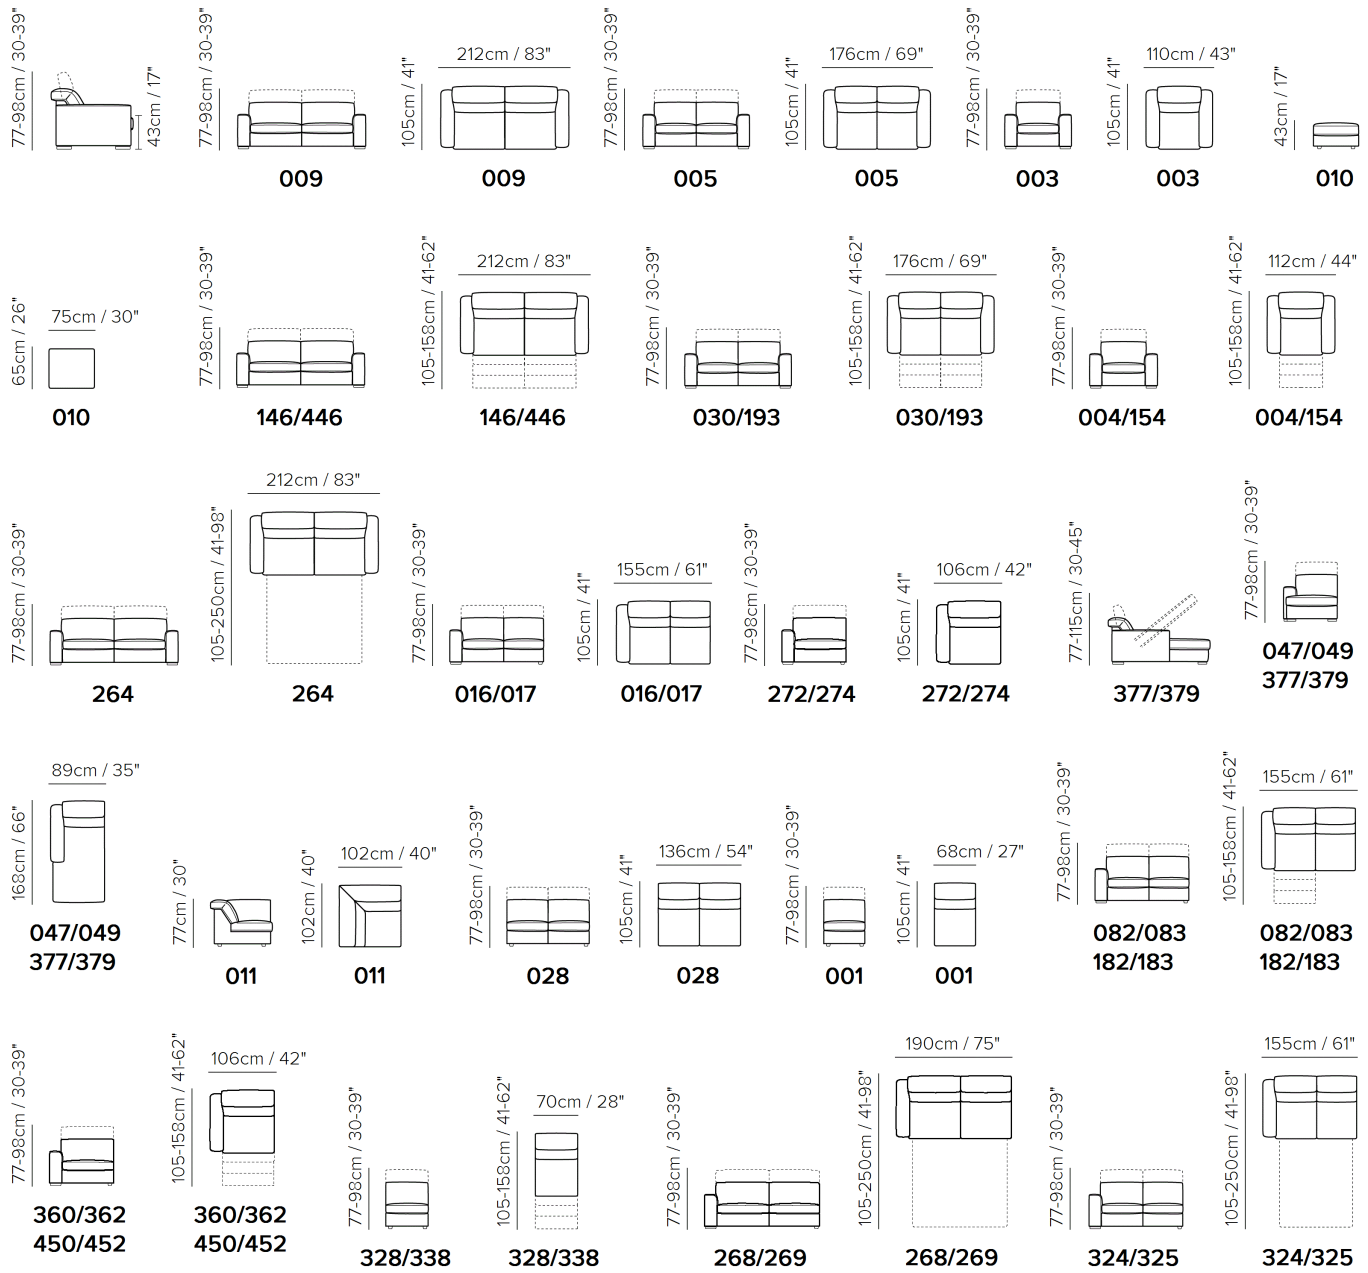 77-98cm / 30-39"
43cm / 17"
77-98cm / 30-39"
009
105cm / 41"
212cm / 83"
009
77-98cm / 30-39"
005
105cm / 41"
176cm / 69"
005
77-98cm / 30-39"
003
105cm / 41"
110cm / 43"
003
43cm / 17"
010
65cm / 26"
75cm / 30"
010
77-98cm / 30-39"
146/446
105-158cm / 41-62"
212cm / 83"
146/446
77-98cm / 30-39"
030/193
105-158cm / 41-62"
176cm / 69"
030/193
77-98cm / 30-39"
004/154
105-158cm / 41-62"
112cm / 44"
004/154
77-98cm / 30-39"
264
105-250cm / 41-98"
212cm / 83"
264
77-98cm / 30-39"
016/017
105cm / 41"
155cm / 61"
016/017
77-98cm / 30-39"
272/274
105cm / 41"
106cm / 42"
272/274
77-115cm / 30-45"
377/379
77-98cm / 30-39"
047/049
377/379
168cm / 66"
89cm / 35"
047/049
377/379
77cm / 30"
011
102cm / 40"
102cm / 40"
011
77-98cm / 30-39"
028
105cm / 41"
136cm / 54"
028
77-98cm / 30-39"
001
105cm / 41"
68cm / 27"
001
77-98cm / 30-39"
082/083
182/183
105-158cm / 41-62"
155cm / 61"
082/083
182/183
77-98cm / 30-39"
360/362
450/452
105-158cm / 41-62"
106cm / 42"
360/362
450/452
77-98cm / 30-39"
328/338
105-158cm / 41-62"
70cm / 28"
328/338
77-98cm / 30-39"
268/269
105-250cm / 41-98"
190cm / 75"
268/269
77-98cm / 30-39"
324/325
105-250cm / 41-98"
155cm / 61"
324/325